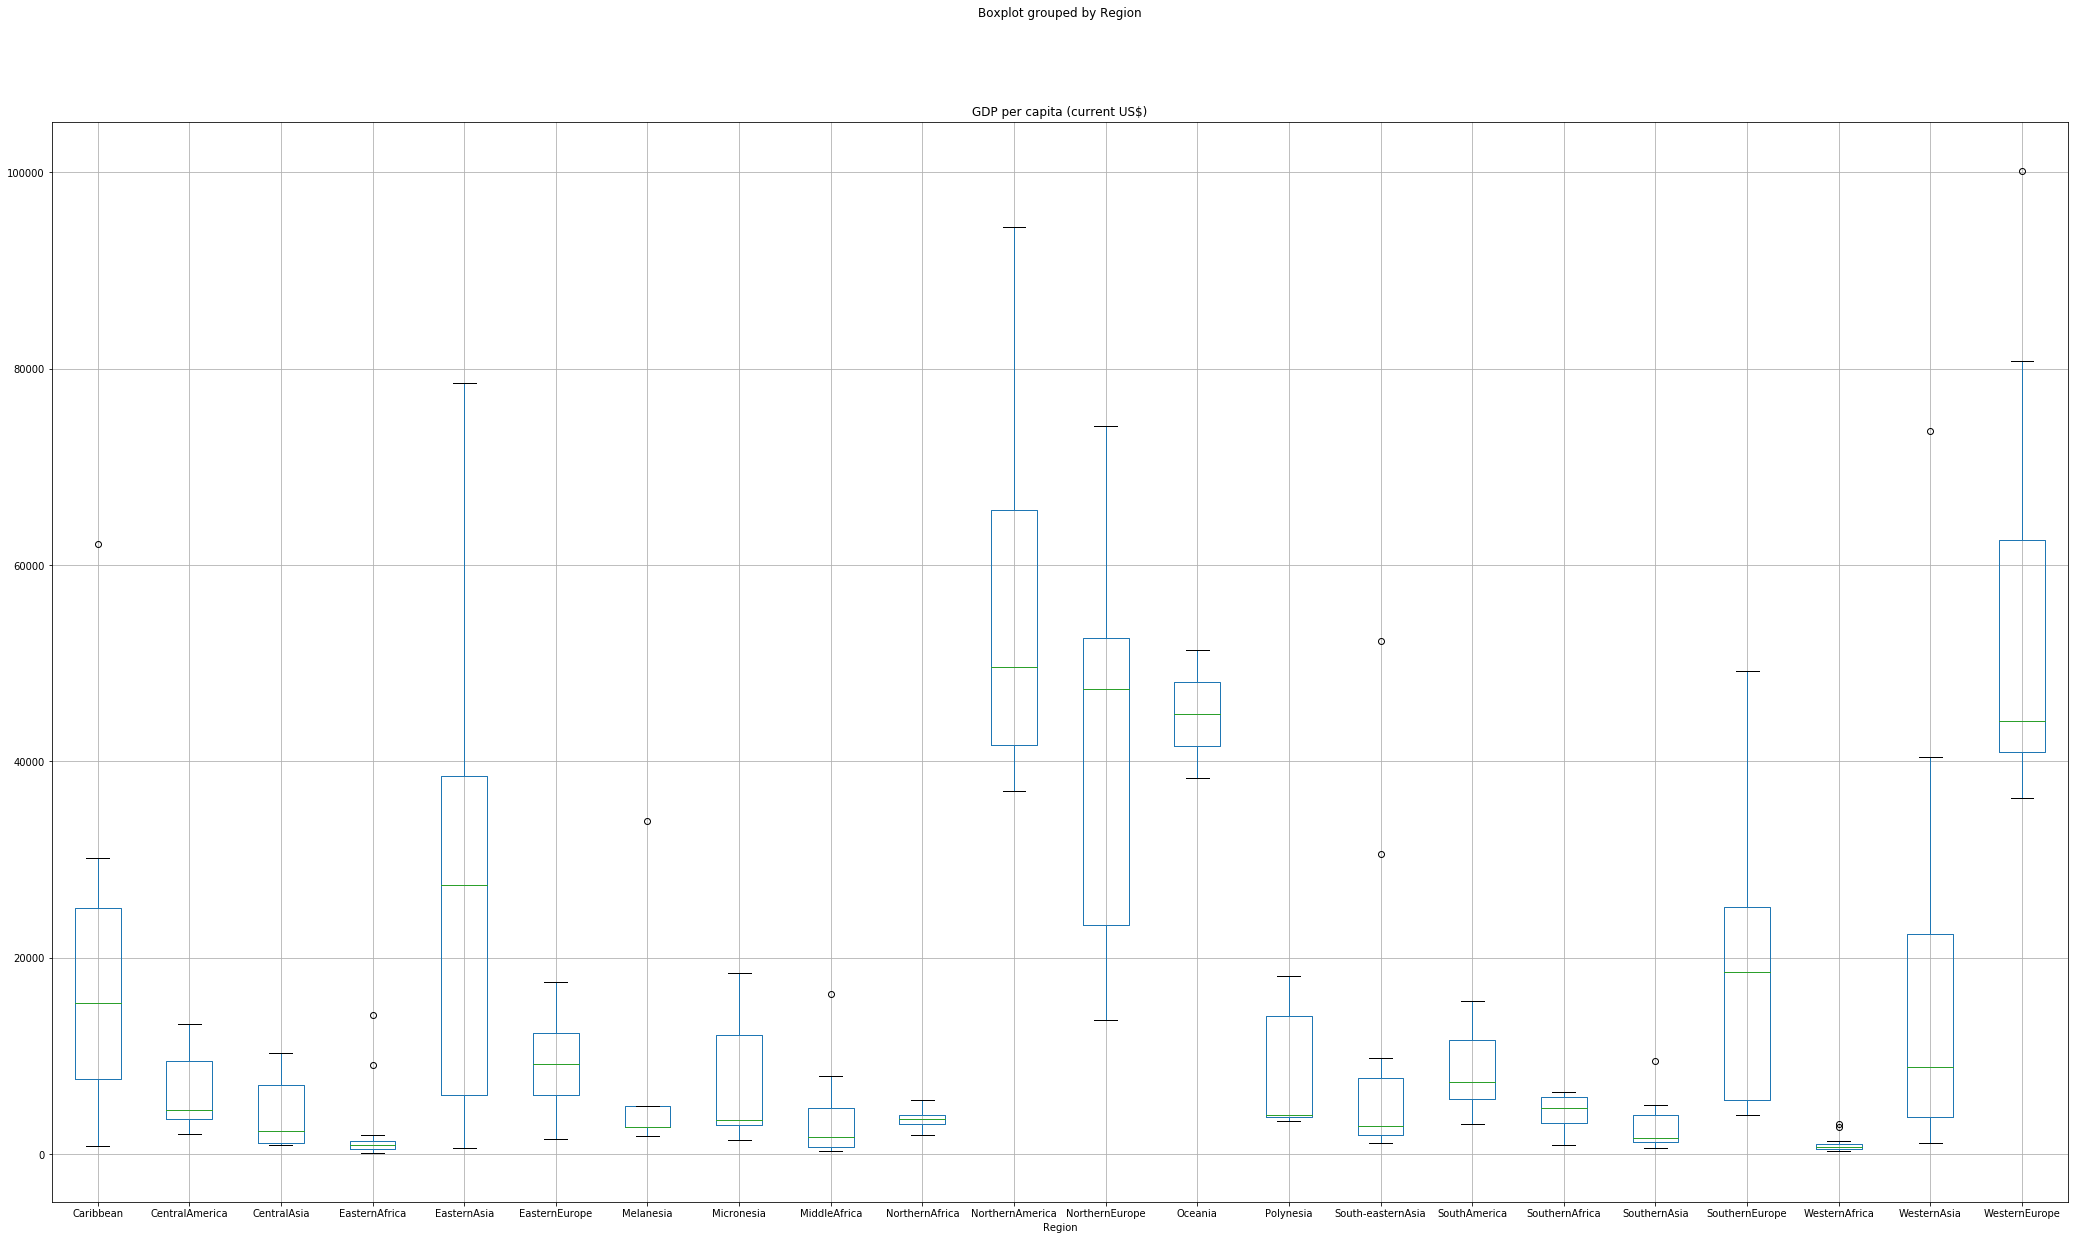 Boxplot grouped by Region
GDP per capita (current US$)
100000
80000
60000
40000
20000
0
Caribbean CentralAmerica CentralAsia EasternAfrica EasternAsia EasternEurope Melanesia Micronesia MiddleAfrica NorthernAfrica NorthernAmerica NorthernEurope Oceania Polynesia South-easternAsia SouthAmerica SouthernAfrica SouthernAsia SouthernEurope WesternAfrica WesternAsia WesternEurope
Region